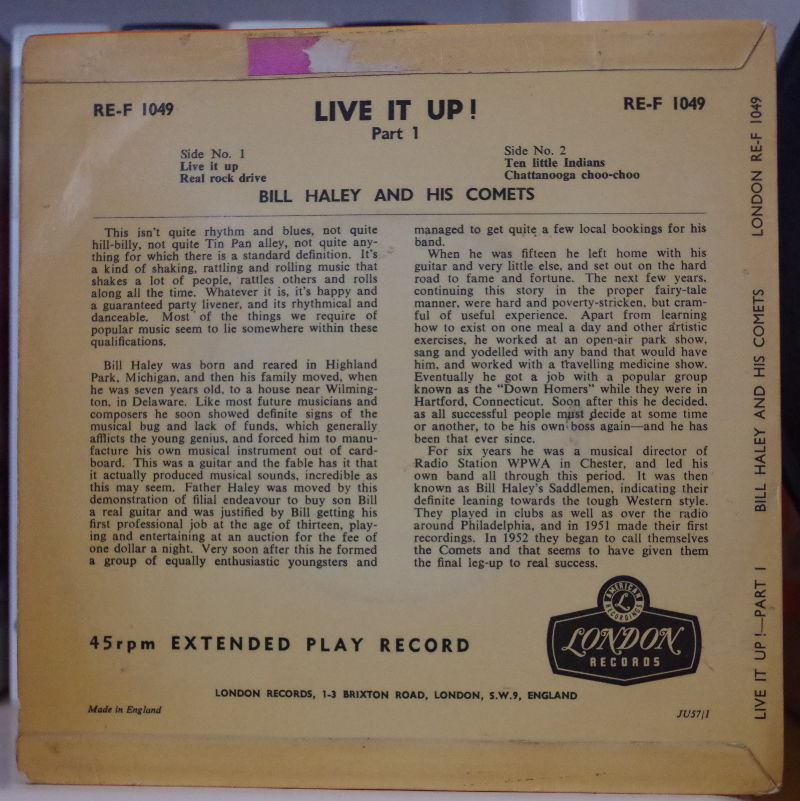 RE-F 1049
LIVE IT UP!
RE-F 1049
Part 1
Side No. 1
Live it up
Real rock drive
Side No. 2
Ten little Indians
Chattanooga choo-choo
BILL HALEY AND HIS COMETS
This isn't quite rhythm and blues, not quite
hill-billy, not quite Tin Pan alley, not quite any-
thing for which there is a standard definition. It's
a kind of shaking, rattling and rolling music that
shakes a lot of people, rattles others and rolls
along all the time. Whatever it is, it's happy and
a guaranteed party livener, and its rhythmical and
danceable. Most of the things we require of
popular music seem to lie somewhere within these
qualifications.
Bill Haley was born and reared in Highland
Park, Michigan, and then his family moved, when
he was seven years old, to a house near Wilming-
ton, in Delaware. Like most future musicians and
composers he soon showed definite signs of the
musical bug and lack of funds, which generally
afflicts the young genius, and forced him to manu-
facture his own musical instrument out of card-
board. This was a guitar and the fable has it that
it actually produced musical sounds, incredible as
this may seem. Father Haley was moved by this
demonstration of filial endeavour to buy son Bill
a real guitar and was justified by Bill getting his
first professional job at the age of thirteen, play-
ing and entertaining at an auction for the fee of
one dollar a night. Very soon after this he formed
a group of equally enthusiastic youngsters and
managed to get quite a few local bookings for his
band.
When he was fifteen he left home with his
guitar and very little else, and set out on the hard
road to fame and fortune. The next few years,
continuing this story in the proper fairy-tale
manner, were hard and poverty-stricken, but cram-
ful of useful experience. Apart from learning
how to exist on one meal a day and other artistic
exercises, he worked at an open-air park show,
sang and yodelled with any band that would have
him, and worked with a travelling medicine show.
Eventually he got a job with a popular group
known as the "Down Homers" while they were in
Hartford, Connecticut. Soon after this he decided,
as all successful people must decide at some time
or another, to be his own boss again—and he has
been that ever since.
For six years he was a musical director of
Radio Station WPWA in Chester, and led his
own band all through this period. It was then
known as Bill Haley's Saddlemen, indicating their
definite leaning towards the tough Western style.
They played in clubs as well as over the radio
around Philadelphia, and in 1951 made their first
recordings. In 1952 they began to call themselves
the Comets and that seems to have given them
the final leg-up to real success.
45rpm EXTENDED PLAY RECORD
AMERICAN
L
RECORDINGS
LONDON
RECORDS
LONDON RECORDS, 1-3 BRIXTON ROAD, LONDON, S.W.9, ENGLAND
Made in England
JU57/1
LIVE IT UP!—PART 1 BILL HALEY AND HIS COMETS LONDON RE-F 1049